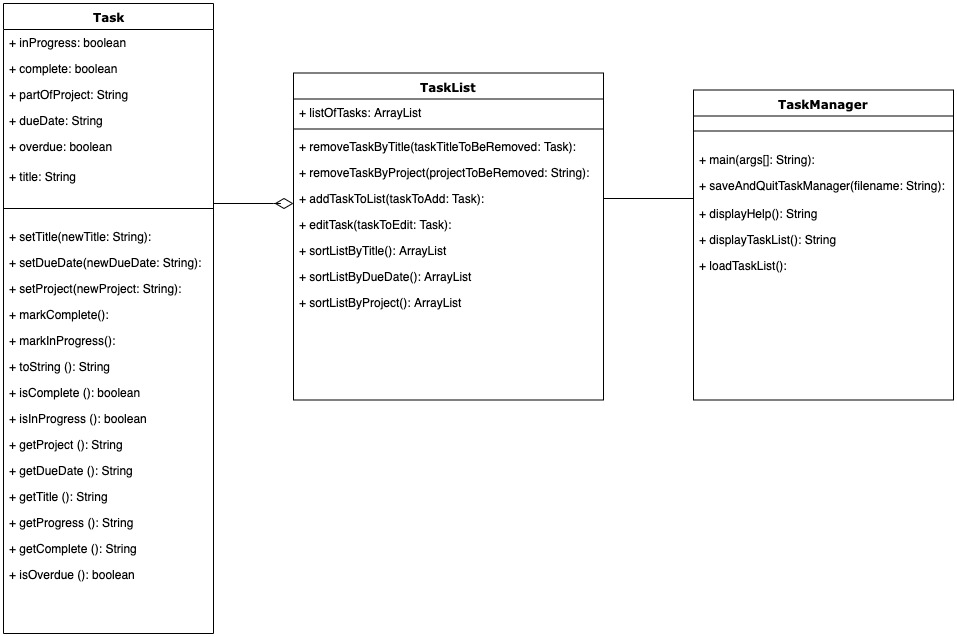 Task
+ inProgress: boolean
+ complete: boolean
+ partOfProject: String
+ dueDate: String
+ overdue: boolean
+ title: String
+ setTitle(newTitle: String):
+ setDueDate(newDueDate: String):
+ setProject(newProject: String):
+ markComplete():
+ markInProgress():
+ toString (): String
+ isComplete (): boolean
+ isInProgress (): boolean
+ getProject (): String
+ getDueDate (): String
+ getTitle (): String
+ getProgress (): String
+ getComplete (): String
+ isOverdue (): boolean
TaskList
+ listOfTasks: ArrayList
+ removeTaskByTitle(taskTitleToBeRemoved: Task):
+ removeTaskByProject(projectToBeRemoved: String):
+ addTaskToList(taskToAdd: Task):
+ editTask(taskToEdit: Task):
+ sortListByTitle(): ArrayList
+ sortListByDueDate(): ArrayList
+ sortListByProject(): ArrayList
TaskManager
+ main(args[]: String):
+ saveAndQuitTaskManager(filename: String):
+ displayHelp(): String
+ displayTaskList(): String
+ loadTaskList():